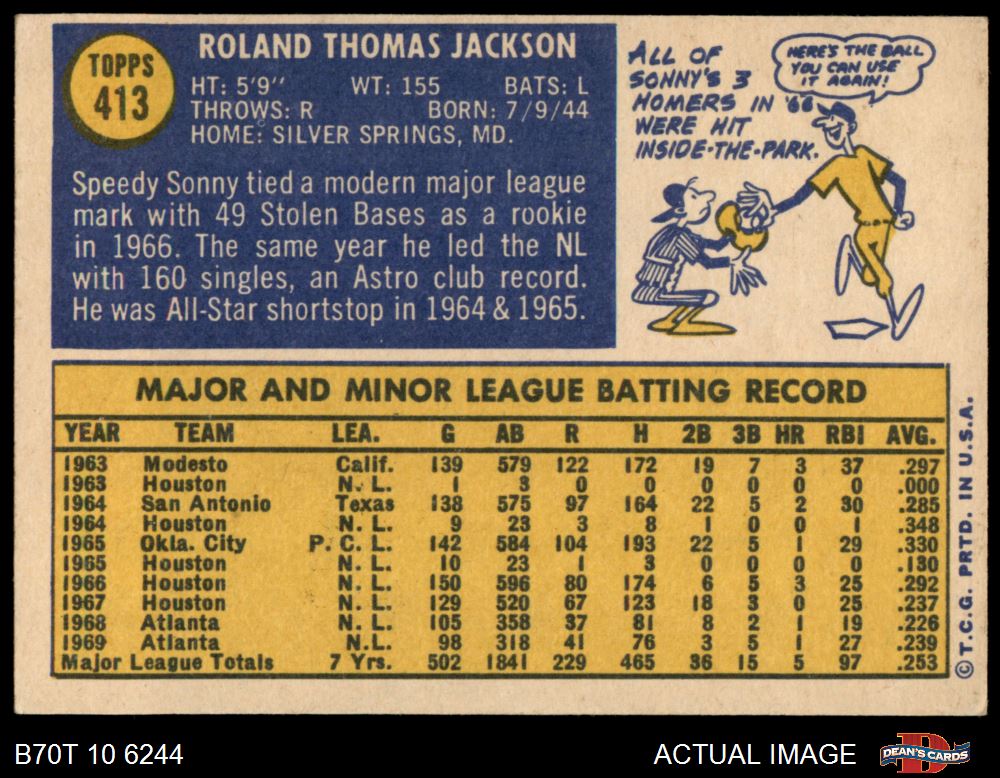 TOPPS
413
ROLAND THOMAS JACKSON
HT: 5'9" WT: 155 BATS: L
THROWS: R BORN: 7/9/44
HOME: SILVER SPRINGS, MD.
Speedy Sonny tied a modern major league
mark with 49 Stolen Bases as a rookie
in 1966. The same year he led the NL
with 160 singles, an Astro club record.
He was All-Star shortstop in 1964 & 1965.
ALL OF
SONNY'S 3
HOMERS IN '66
WERE HIT
INSIDE-THE-PARK.
HERE'S THE BALL
YOU CAN USE
IT AGAIN!
MAJOR AND MINOR LEAGUE BATTING RECORD
YEAR TEAM LEA. G AB R H 2B 3B HR RBI AVG.
1963 Modesto Calif. 139 579 122 172 19 7 3 37 .297
1963 Houston N. L. 1 3 0 0 0 0 0 0 .000
1964 San Antonio Texas 138 575 97 164 22 5 2 30 .285
1964 Houston N. L. 9 23 3 8 1 0 0 1 .348
1965 Okla. City P. C. L. 142 584 104 193 22 5 1 29 .330
1965 Houston N. L. 10 23 1 3 0 0 0 0 .130
1966 Houston N. L. 150 596 80 174 6 5 3 25 .292
1967 Houston N. L. 129 520 67 123 18 3 0 25 .237
1968 Atlanta N. L. 105 358 37 81 8 2 1 19 .226
1969 Atlanta N.L. 98 318 41 76 3 5 1 27 .239
Major League Totals 7 Yrs. 502 1841 229 465 36 15 5 97 .253
©T.C.G. PRTD. IN U.S.A.
B70T 10 6244
ACTUAL IMAGE
DEAN'S CARDS